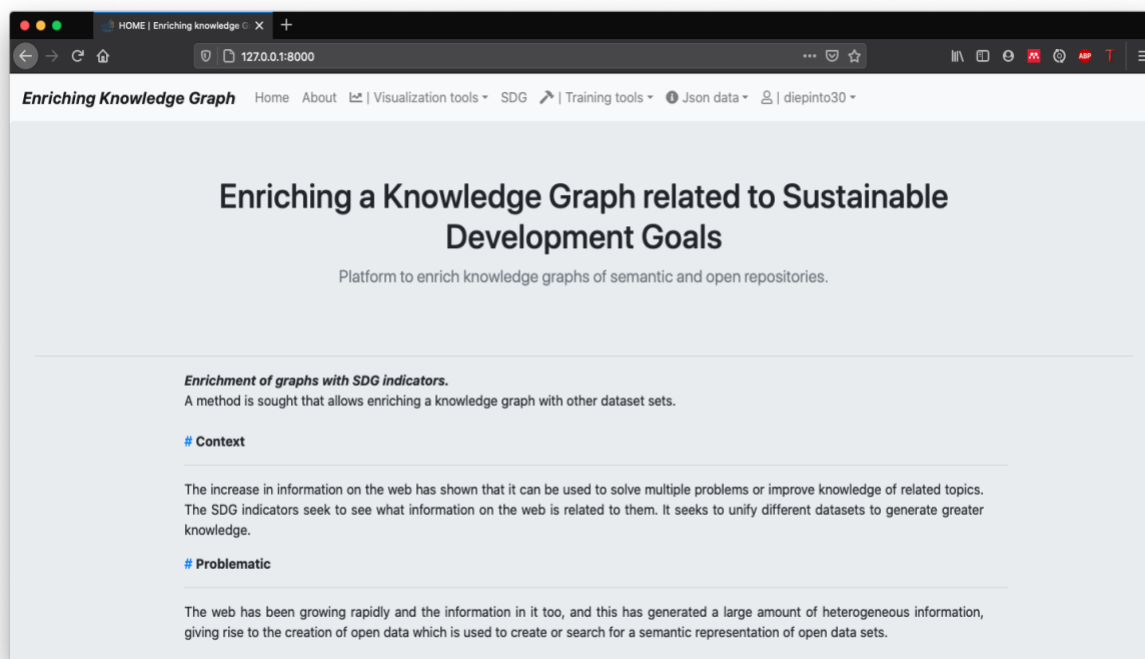 HOME | Enriching knowledge G
127.0.0.1:8000
ABP
Enriching Knowledge Graph Home About | Visualization tools SDG | Training tools Json data | diepinto30
Enriching a Knowledge Graph related to Sustainable
Development Goals
Platform to enrich knowledge graphs of semantic and open repositories.
Enrichment of graphs with SDG indicators.
A method is sought that allows enriching a knowledge graph with other dataset sets.
# Context
The increase in information on the web has shown that it can be used to solve multiple problems or improve knowledge of related topics.
The SDG indicators seek to see what information on the web is related to them. It seeks to unify different datasets to generate greater
knowledge.
# Problematic
The web has been growing rapidly and the information in it too, and this has generated a large amount of heterogeneous information,
giving rise to the creation of open data which is used to create or search for a semantic representation of open data sets.